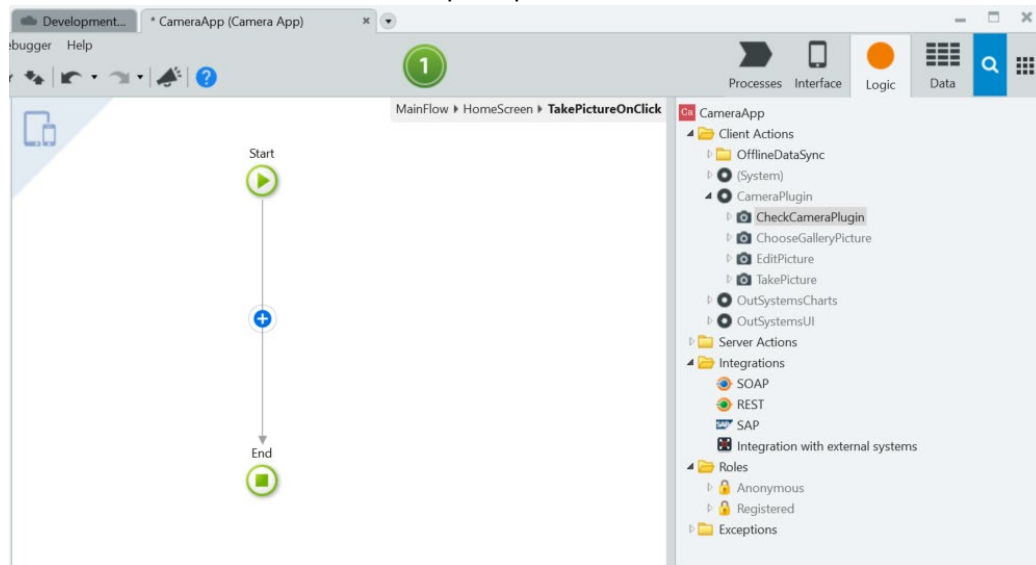 Development...
* CameraApp (Camera App)
ebugger Help
1
Processes Interface Logic Data
MainFlow HomeScreen TakePictureOnClick
Start
End
Ca CameraApp
Client Actions
OfflineDataSync
(System)
CameraPlugin
CheckCameraPlugin
ChooseGalleryPicture
EditPicture
TakePicture
OutSystemsCharts
OutSystemsUI
Server Actions
Integrations
SOAP
REST
SAP SAP
Integration with external systems
Roles
Anonymous
Registered
Exceptions